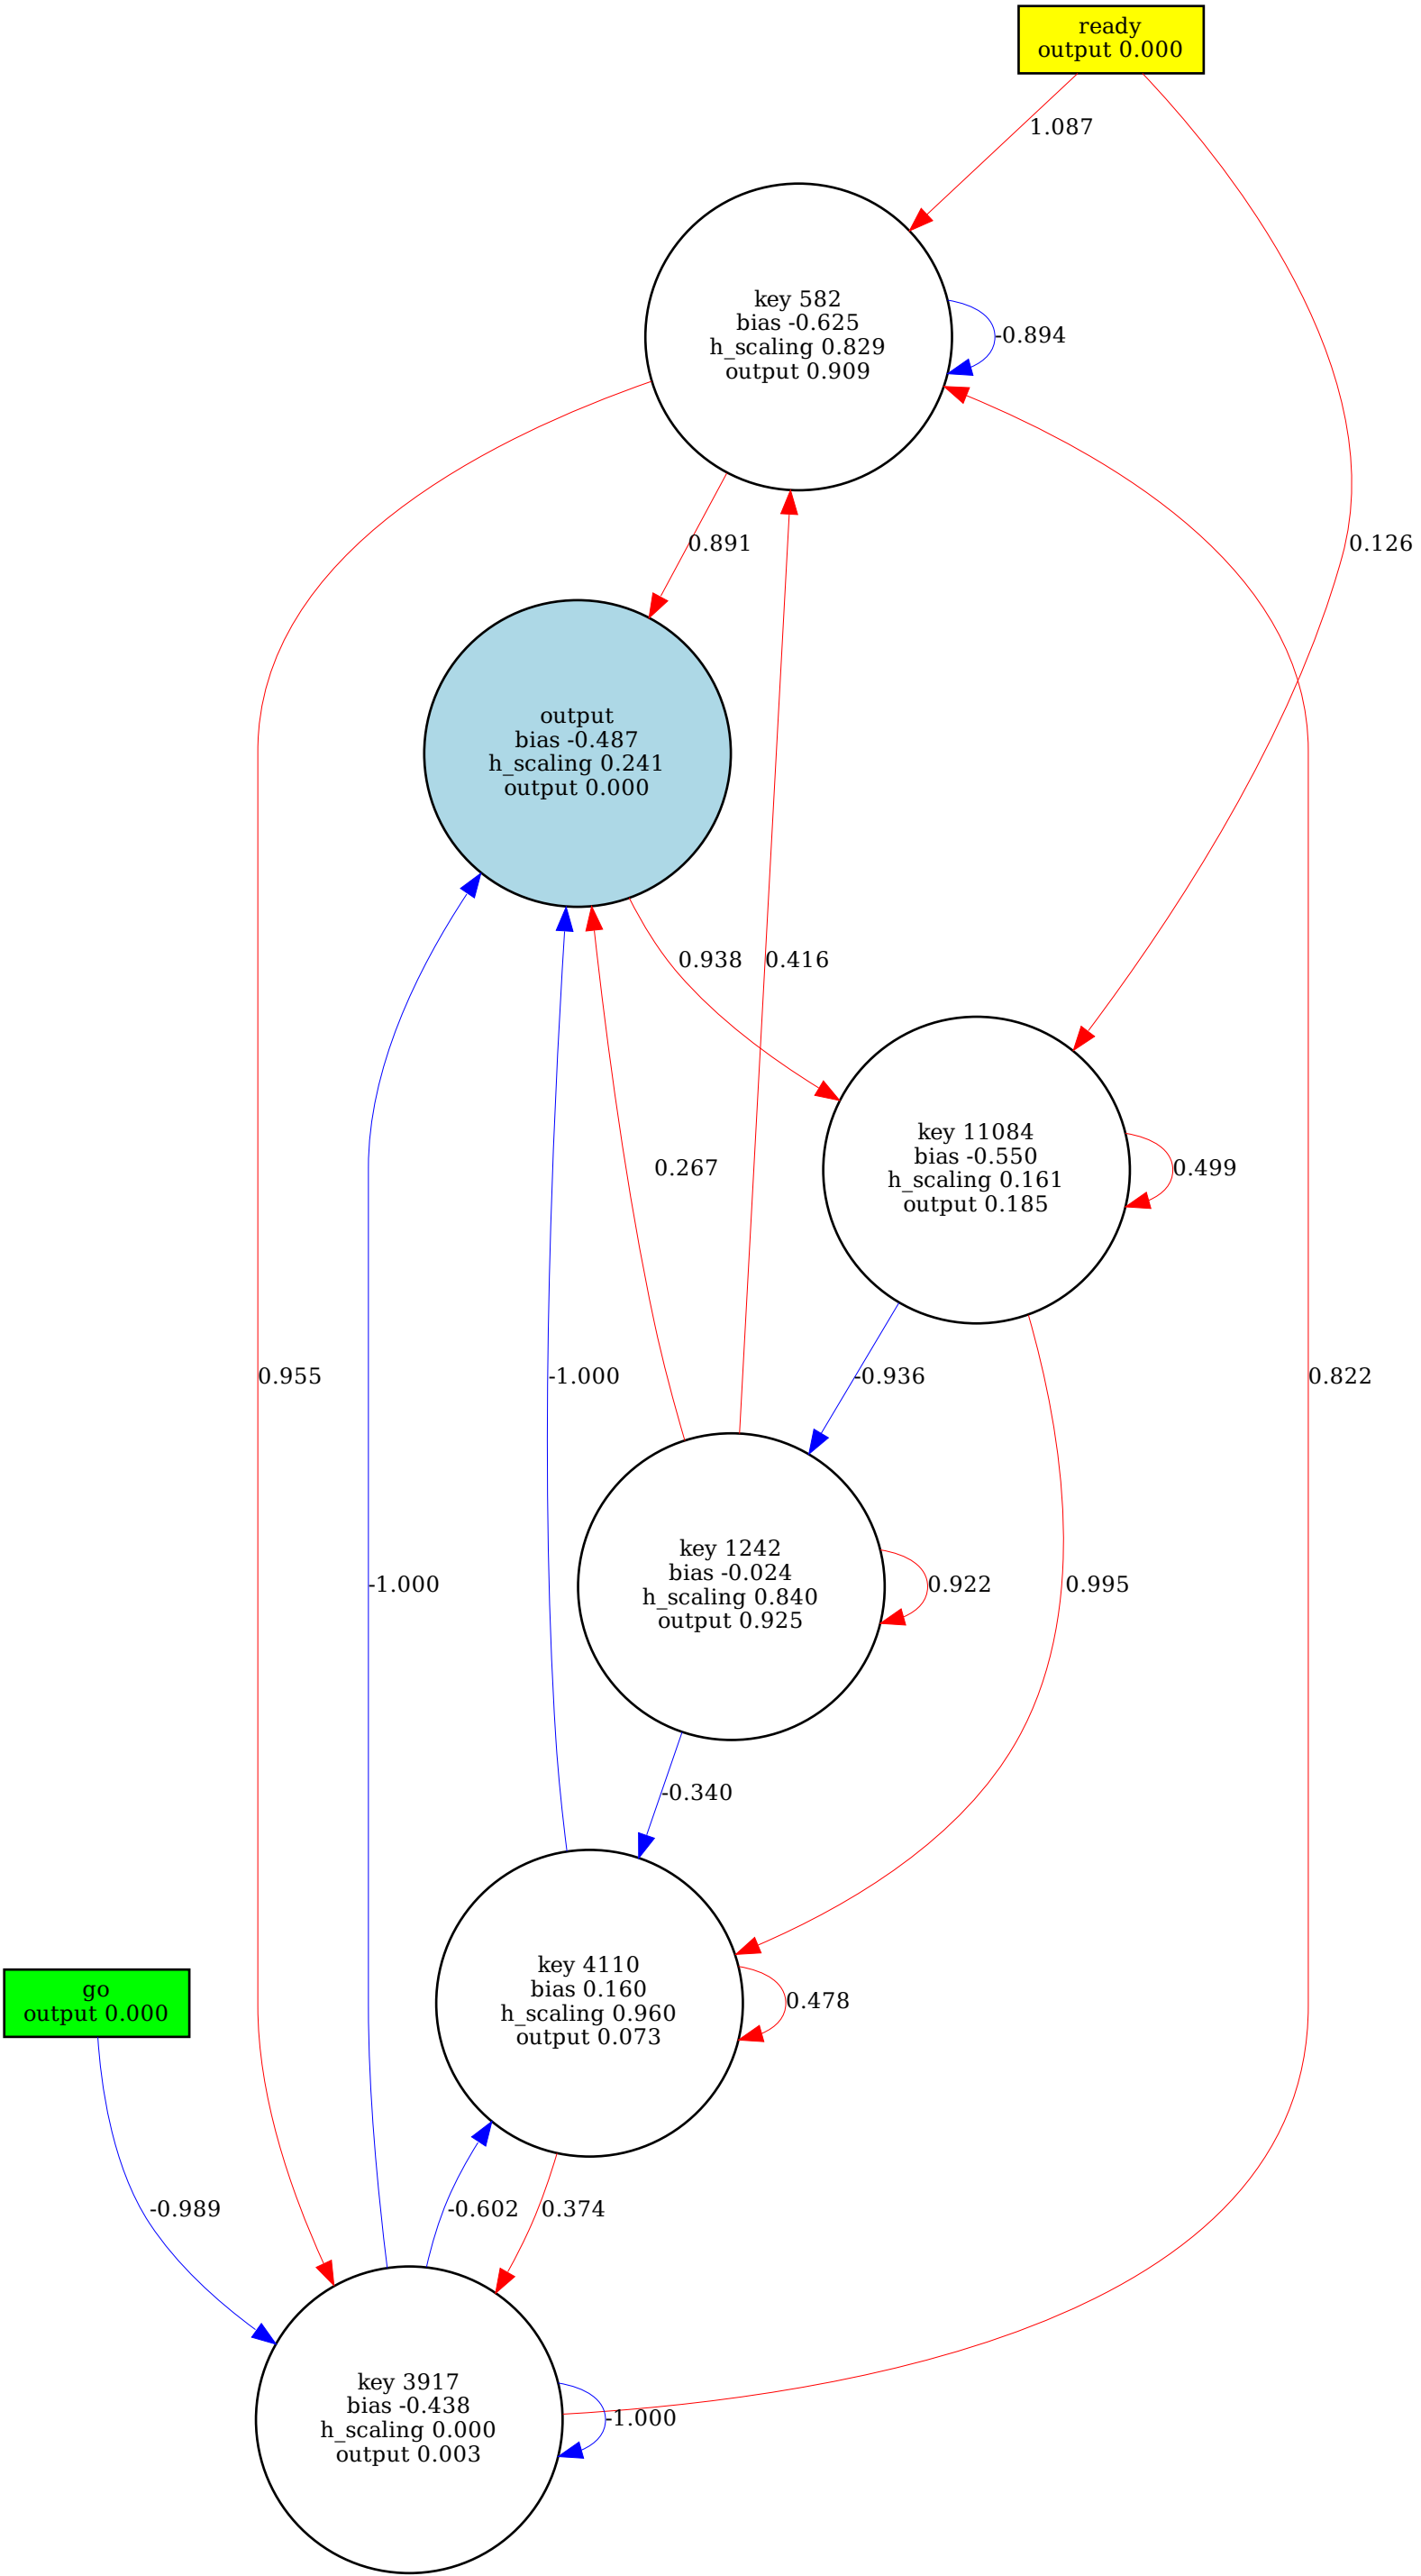 ready
output 0.000
1.087
key 582
bias -0.625
h_scaling 0.829
output 0.909
-0.894
0.891
0.126
output
bias -0.487
h_scaling 0.241
output 0.000
0.938
0.416
key 11084
bias -0.550
h_scaling 0.161
output 0.185
0.267
0.499
0.955
-1.000
-0.936
0.822
key 1242
bias -0.024
h_scaling 0.840
output 0.925
-1.000
0.922
0.995
-0.340
go
output 0.000
key 4110
bias 0.160
h_scaling 0.960
output 0.073
0.478
-0.989
-0.602
0.374
key 3917
bias -0.438
h_scaling 0.000
output 0.003
-1.000